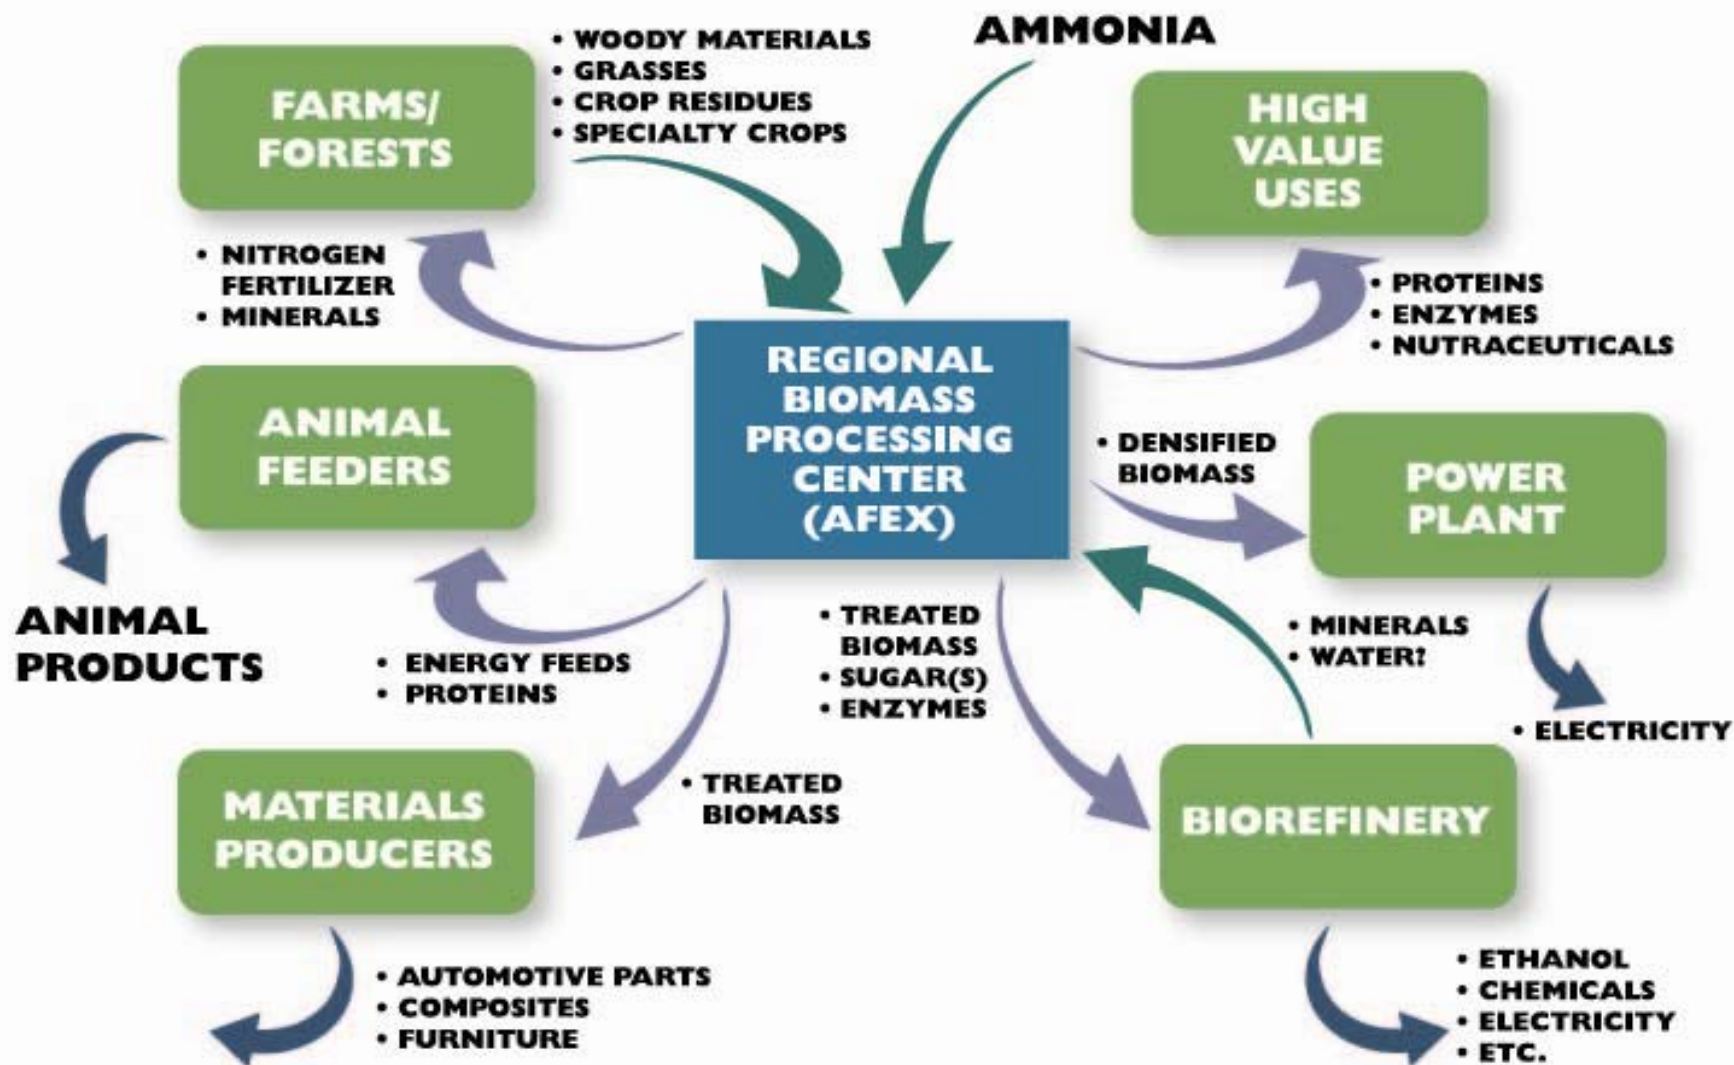 AMMONIA
FARMS/
FORESTS
• WOODY MATERIALS
• GRASSES
• CROP RESIDUES
• SPECIALTY CROPS
HIGH
VALUE
USES
• NITROGEN
FERTILIZER
• MINERALS
• PROTEINS
• ENZYMES
• NUTRACEUTICALS
REGIONAL
BIOMASS
PROCESSING
CENTER
(AFEX)
ANIMAL
FEEDERS
• DENSIFIED
BIOMASS
POWER
PLANT
ANIMAL
PRODUCTS
• ENERGY FEEDS
• PROTEINS
• TREATED
BIOMASS
• SUGAR(S)
• ENZYMES
• MINERALS
• WATER?
• ELECTRICITY
MATERIALS
PRODUCERS
• TREATED
BIOMASS
BIOREFINERY
• AUTOMOTIVE PARTS
• COMPOSITES
• FURNITURE
• ETHANOL
• CHEMICALS
• ELECTRICITY
• ETC.